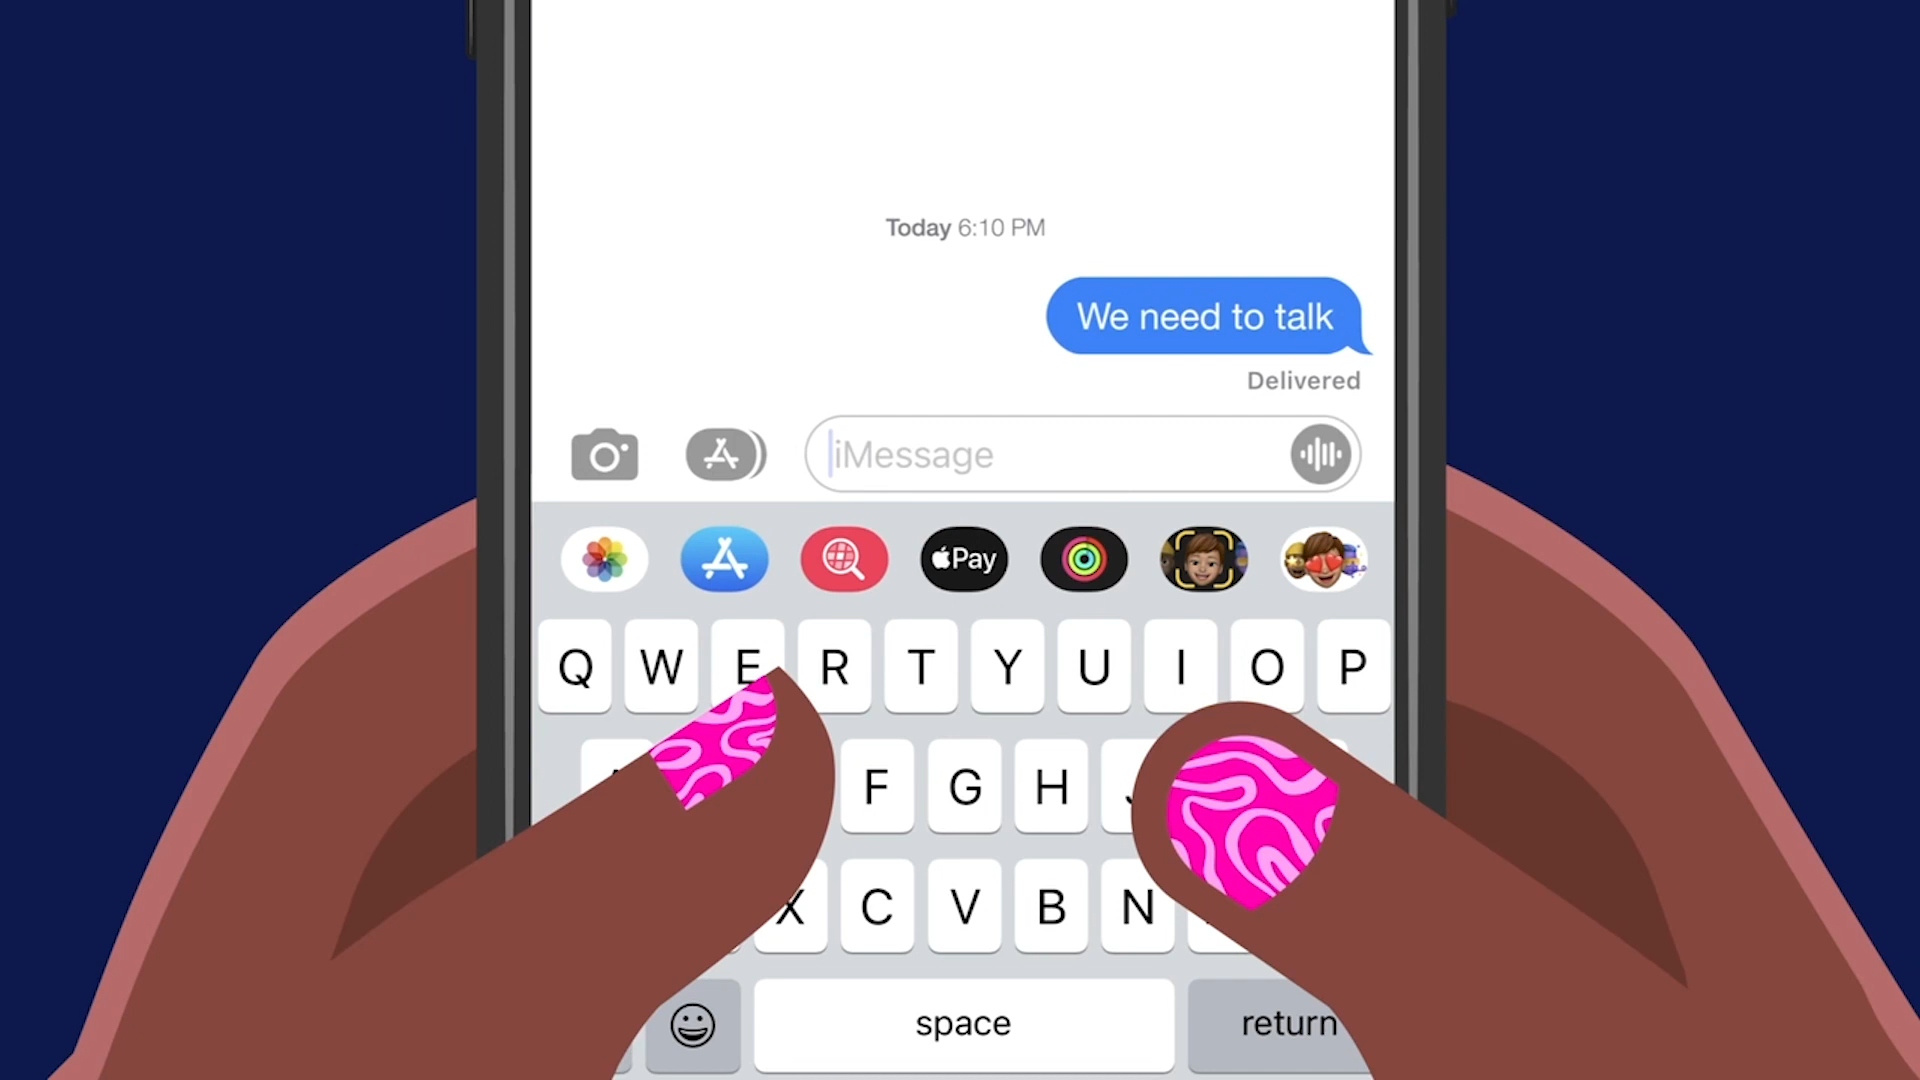 Today 6:10 PM
We need to talk
Delivered
iMessage
Pay
Q W E R T Y U I O P
F G H
X C V B N
space
return